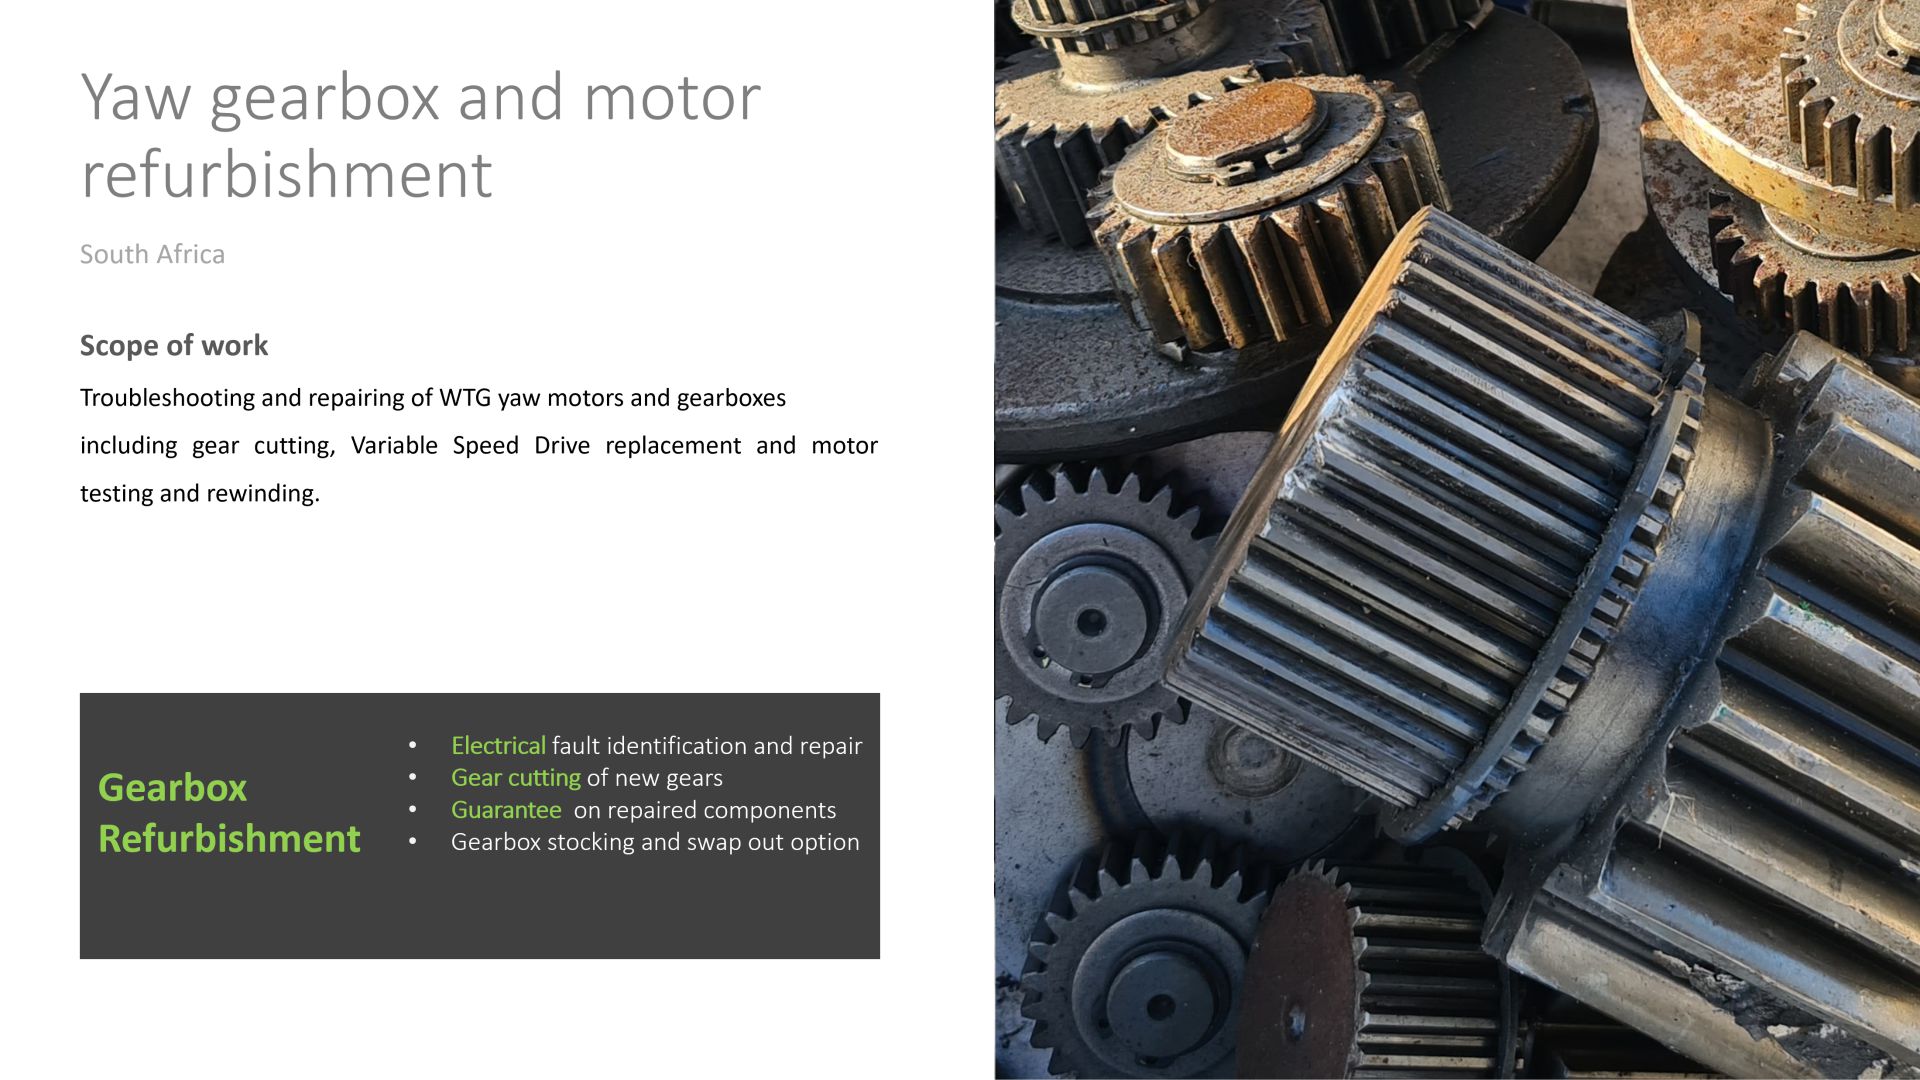 Yaw gearbox and motor
refurbishment
South Africa
Scope of work
Troubleshooting and repairing of WTG yaw motors and gearboxes
including gear cutting, Variable Speed Drive replacement and motor
testing and rewinding.
Gearbox
Refurbishment
• Electrical fault identification and repair
• Gear cutting of new gears
• Guarantee on repaired components
• Gearbox stocking and swap out option